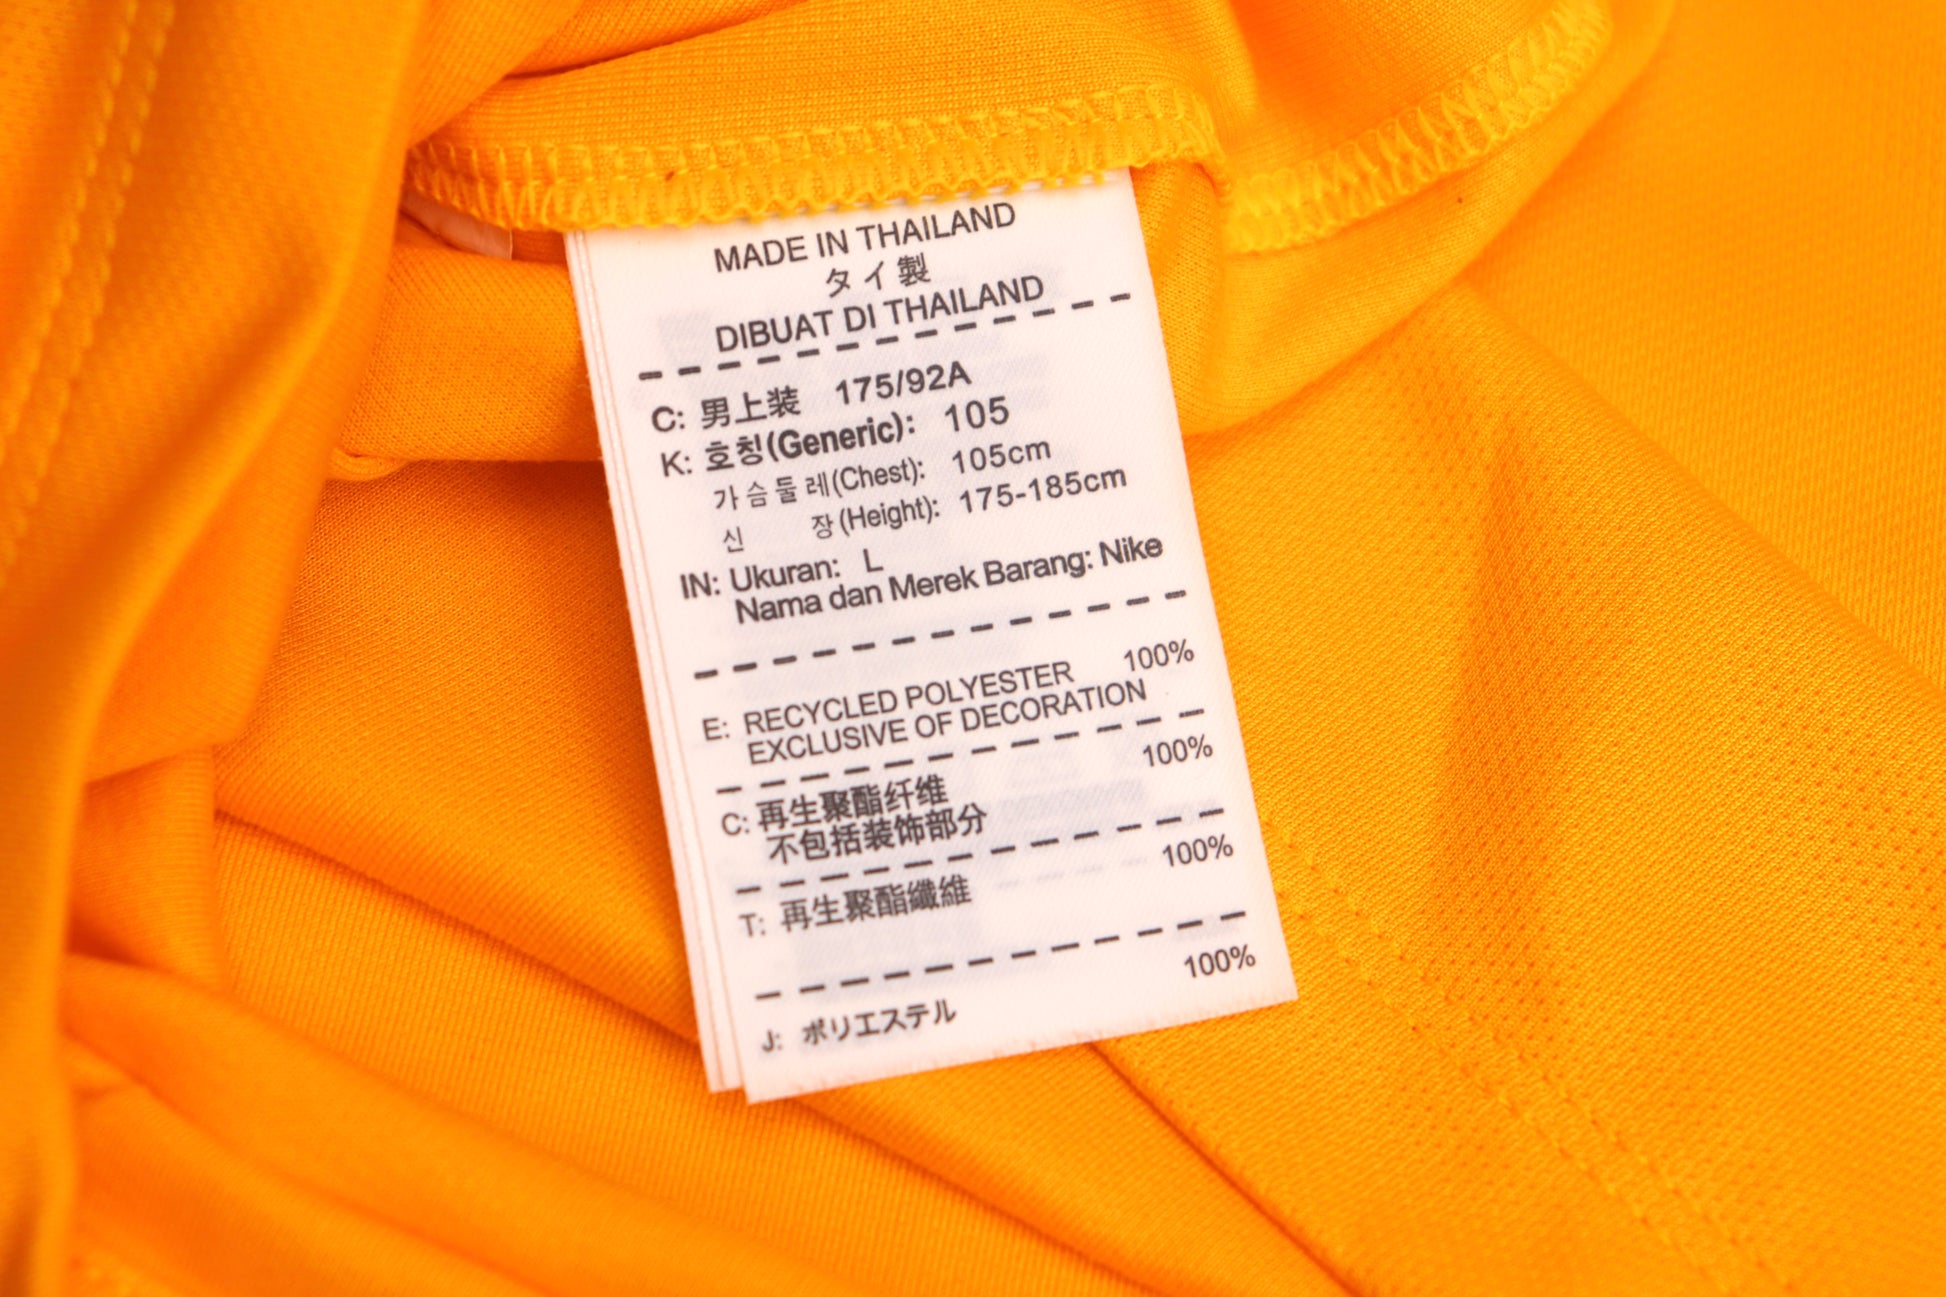 MADE IN THAILAND
タイ製
DIBUAT DI THAILAND
C: 男上装 175/92A
K: 호칭(Generic): 105
가슴둘레(Chest): 105cm
신 장(Height): 175-185cm
IN: Ukuran: L
Nama dan Merek Barang: Nike
100%
E: RECYCLED POLYESTER
EXCLUSIVE OF DECORATION
100%
C: 再生聚酯纤维
不包括装饰部分
100%
T: 再生聚酯纖維
100%
J: ポリエステル